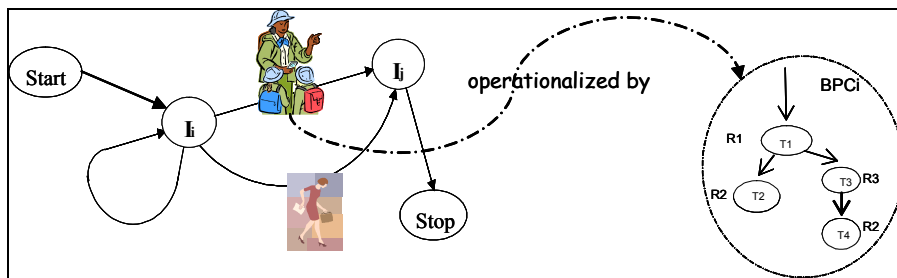 Start
Ii
Ij
Stop
operationalized by
BPCi
R1
T1
R2
T2
T3
R3
T4
R2